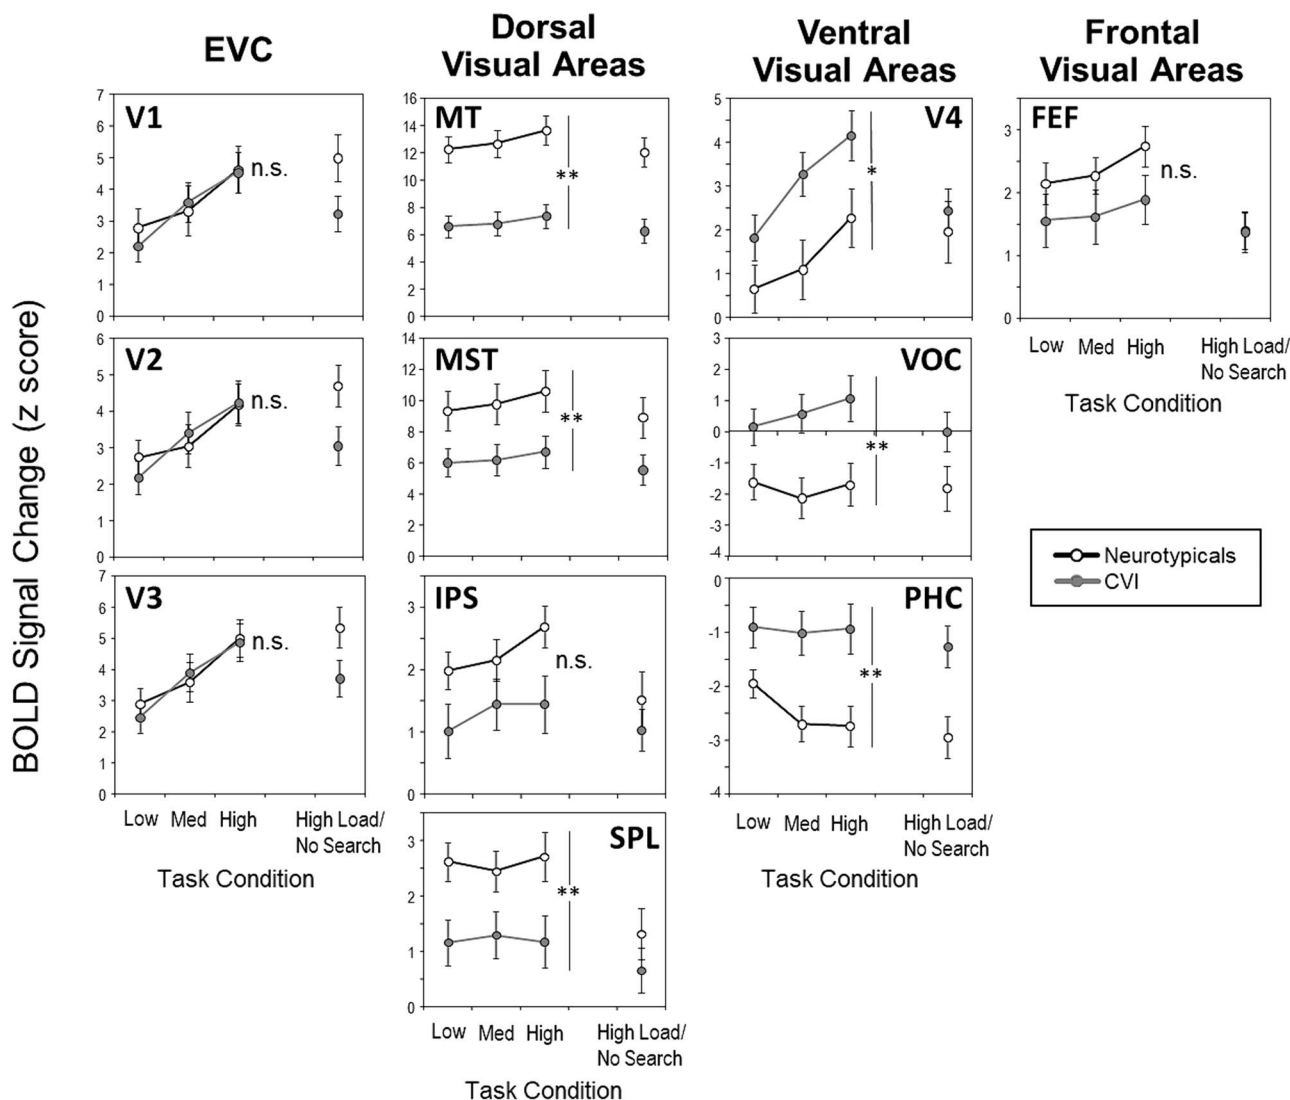 EVC
Dorsal
Visual Areas
Ventral
Visual Areas
Frontal
Visual Areas
BOLD Signal Change (z score)
V1
7
6
5
4
3
2
1
0
n.s.
V2
6
5
4
3
2
1
0
n.s.
V3
7
6
5
4
3
2
1
0
n.s.
Low
Med
High
High Load/
No Search
Task Condition
MT
16
14
12
10
8
6
4
2
0
**
MST
14
12
10
8
6
4
2
0
**
IPS
3
2
1
0
n.s.
SPL
3
2
1
0
**
Low
Med
High
High Load/
No Search
Task Condition
V4
5
4
3
2
1
0
*
VOC
3
2
1
0
-1
-2
-3
-4
**
PHC
0
-1
-2
-3
-4
**
Low
Med
High
High Load/
No Search
Task Condition
FEF
3
2
1
0
n.s.
Low
Med
High
High Load/
No Search
Task Condition
Neurotypicals
CVI